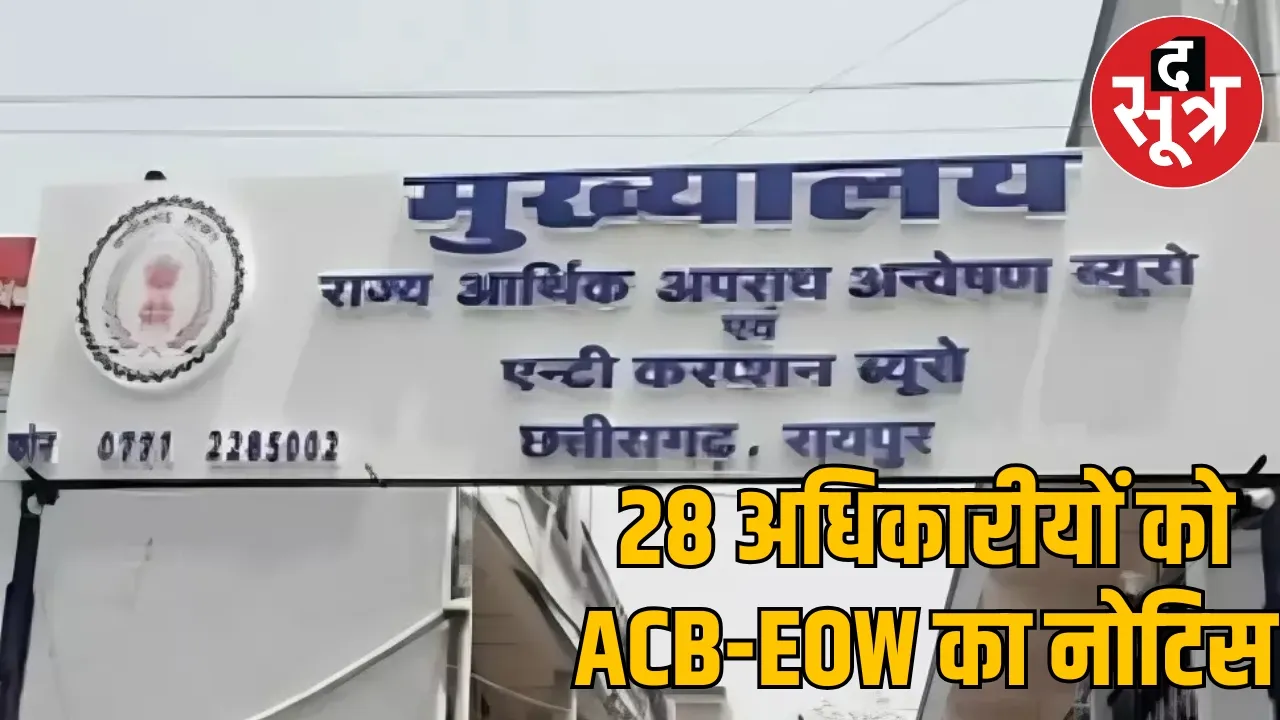 द
सूत्र
मुख्यालय
राज्य आर्थिक अपराध अन्वेषण ब्यूरो
एवं
एन्टी करप्शन ब्यूरो
फोन 0771 2285002
छत्तीसगढ़, रायपुर
28 अधिकारीयों को
ACB-EOW का नोटिस